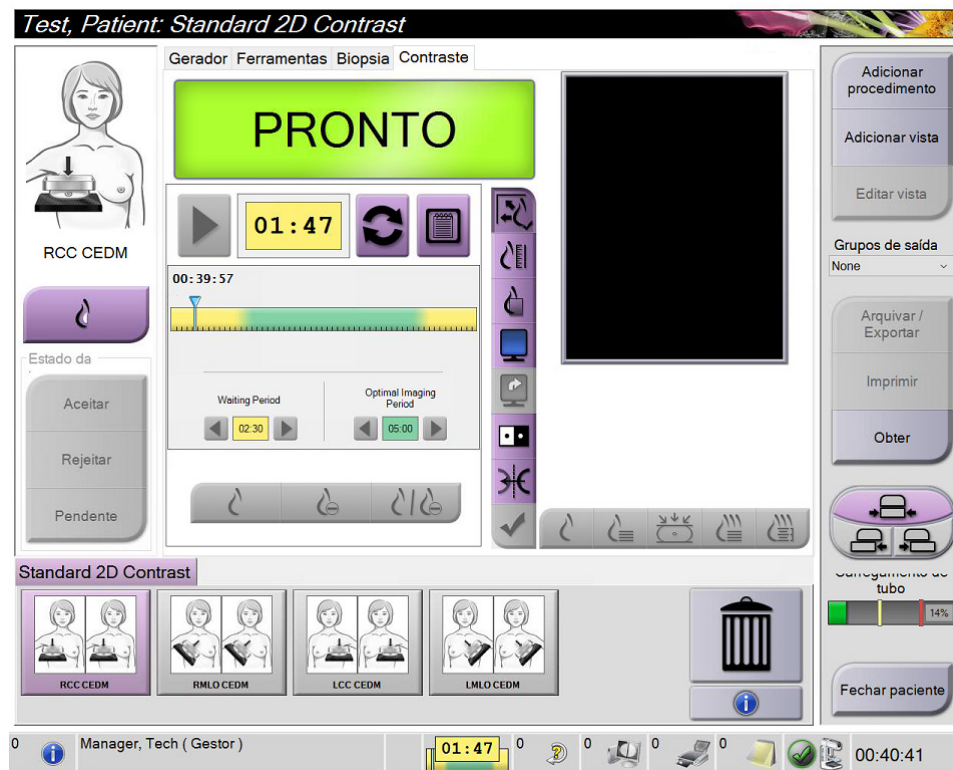 Test, Patient: Standard 2D Contrast
Gerador Ferramentas Biopsia Contraste
PRONTO
RCC CEDM
01:47
00:39:57
Waiting Period
Optimal Imaging
Period
02:30
05:00
Estado da
Aceitar
Rejeitar
Pendente
Adicionar
procedimento
Adicionar vista
Editar vista
Grupos de saída
None
Arquivar /
Exportar
Imprimir
Obter
tubo
14%
Fechar paciente
Standard 2D Contrast
RCC CEDM
RMLO CEDM
LCC CEDM
LMLO CEDM
0
Manager, Tech ( Gestor )
01:47
0
0
0
0
00:40:41